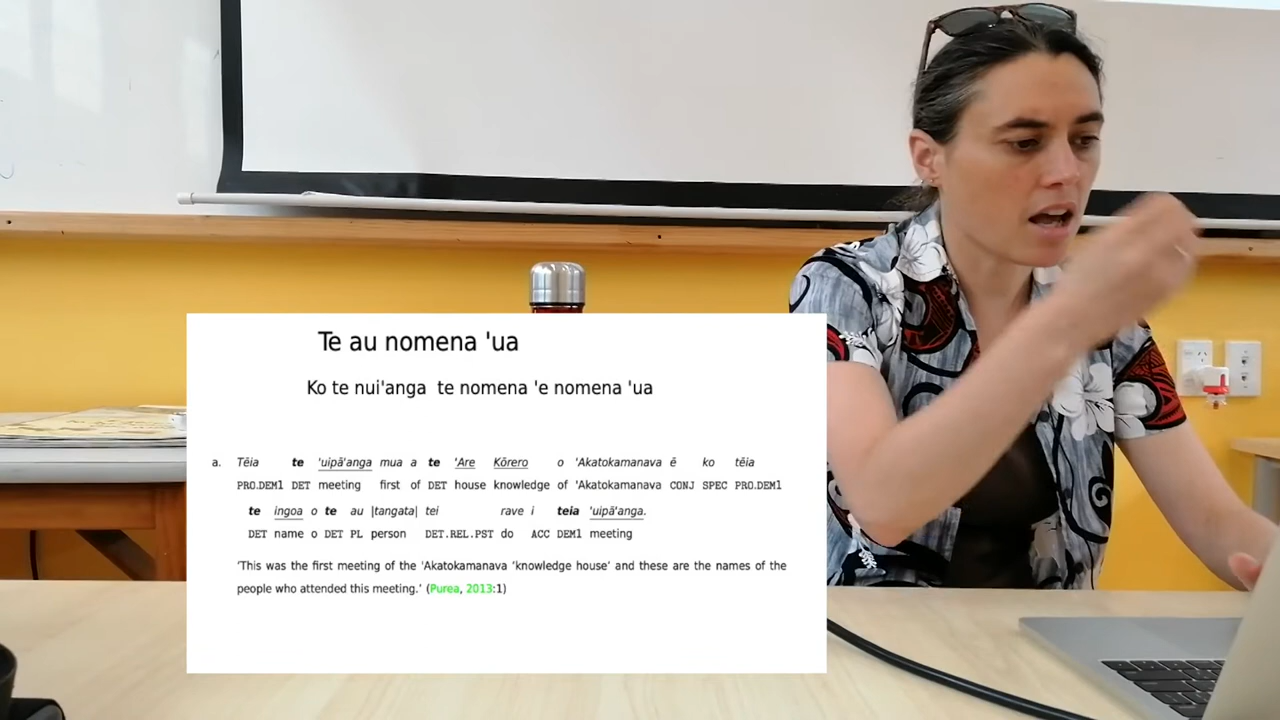 Te au nomena 'ua
Ko te nui'anga te nomena 'e nomena 'ua
a. Tēia te 'uipā'anga mua a te 'Are Kōrero o 'Akatokamanava ē ko tēia
PRO.DEM1 DET meeting first of DET house knowledge of 'Akatokamanava CONJ SPEC PRO.DEM1
te ingoa o te au |tangata| tei rave i teia 'uipā'anga.
DET name o DET PL person DET.REL.PST do ACC DEM1 meeting
'This was the first meeting of the 'Akatokamanava 'knowledge house' and these are the names of the
people who attended this meeting.' (Purea, 2013:1)